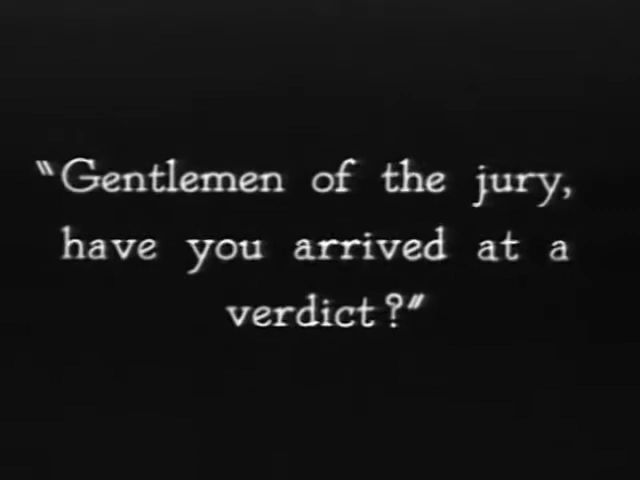 "Gentlemen of the jury,
have you arrived at a
verdict?"